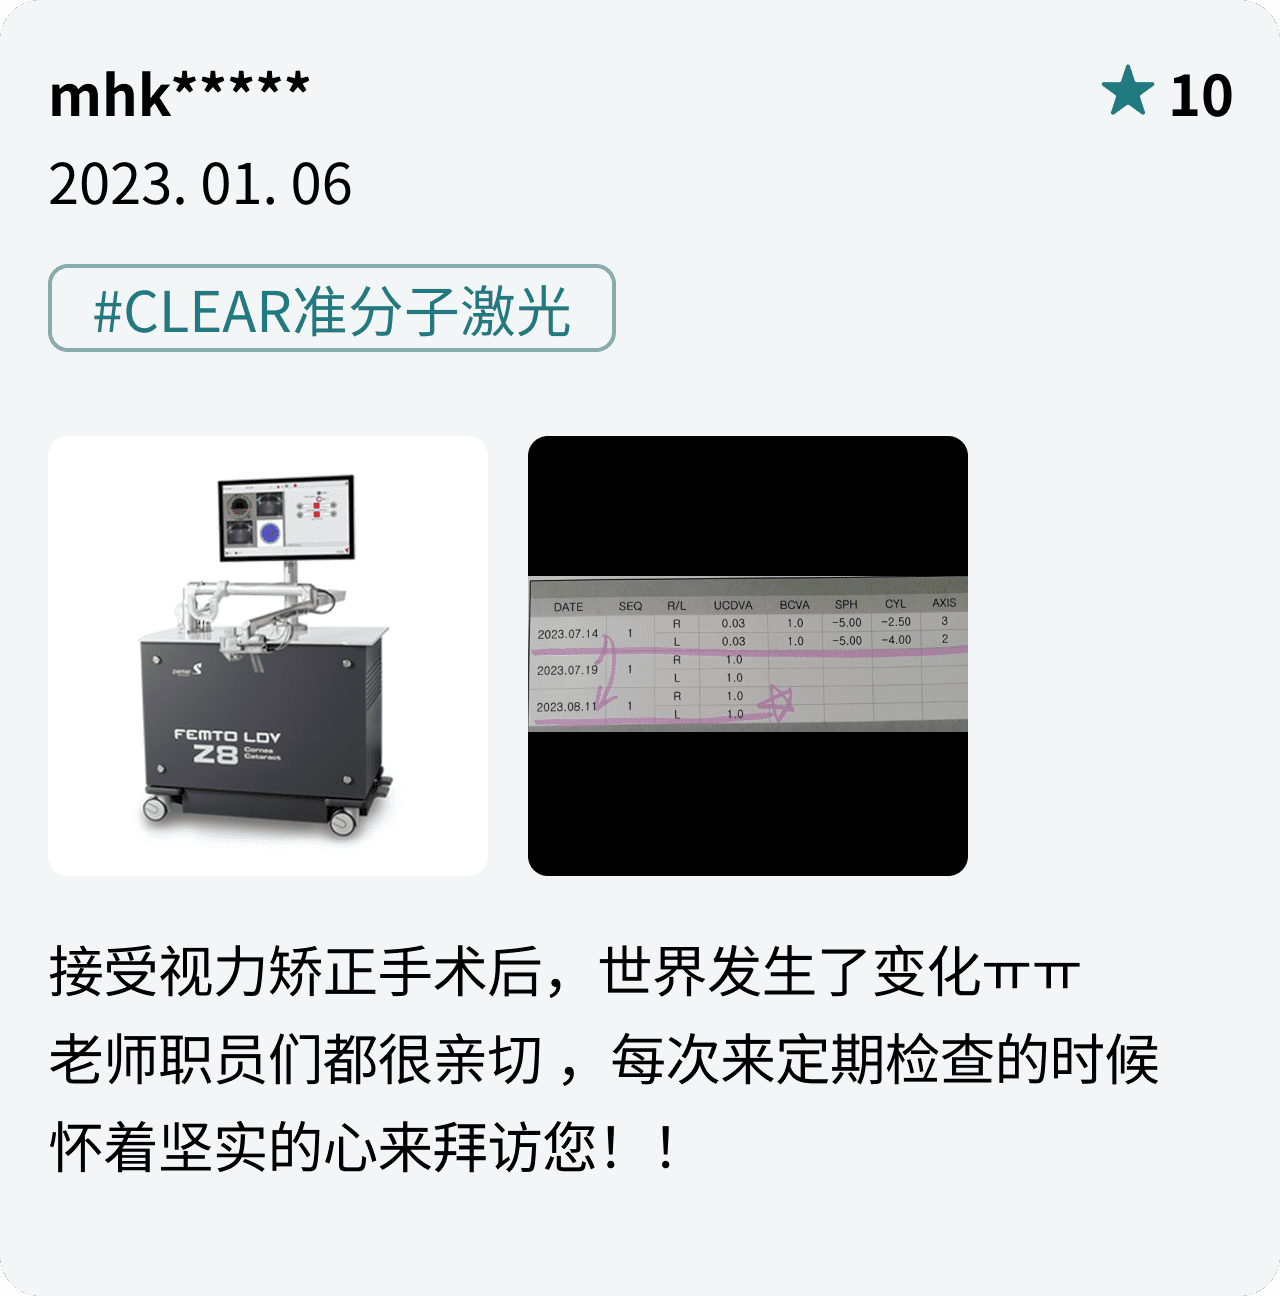 mhk*****
★ 10
2023. 01. 06
#CLEAR准分子激光
ziemer
FEMTO LDV
Z8 Cornea Cataract
DATE SEQ R/L UCDVA BCVA SPH CYL AXIS
2023.07.14 1 R 0.03 1.0 -5.00 -2.50 3
L 0.03 1.0 -5.00 -4.00 2
2023.07.19 1 R 1.0
L 1.0
2023.08.11 1 R 1.0
L 1.0
接受视力矫正手术后，世界发生了变化ㅠㅠ
老师职员们都很亲切 ，每次来定期检查的时候
怀着坚实的心来拜访您！！